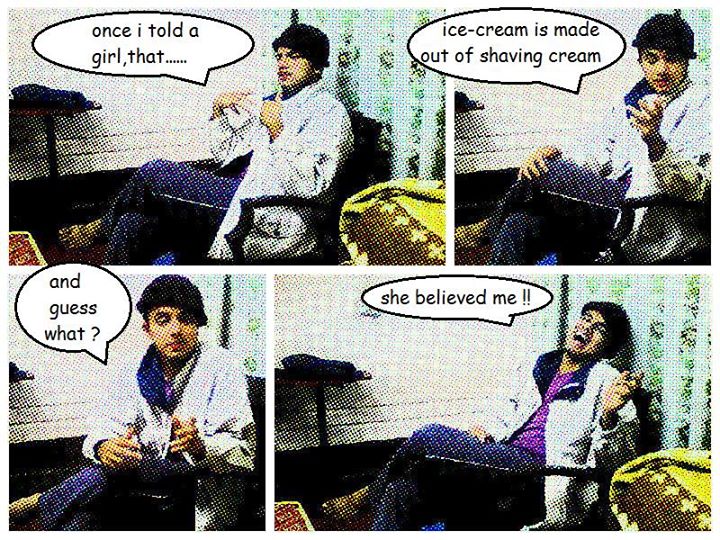 once i told a
girl,that......
ice-cream is made
out of shaving cream
and
guess
what ?
she believed me !!